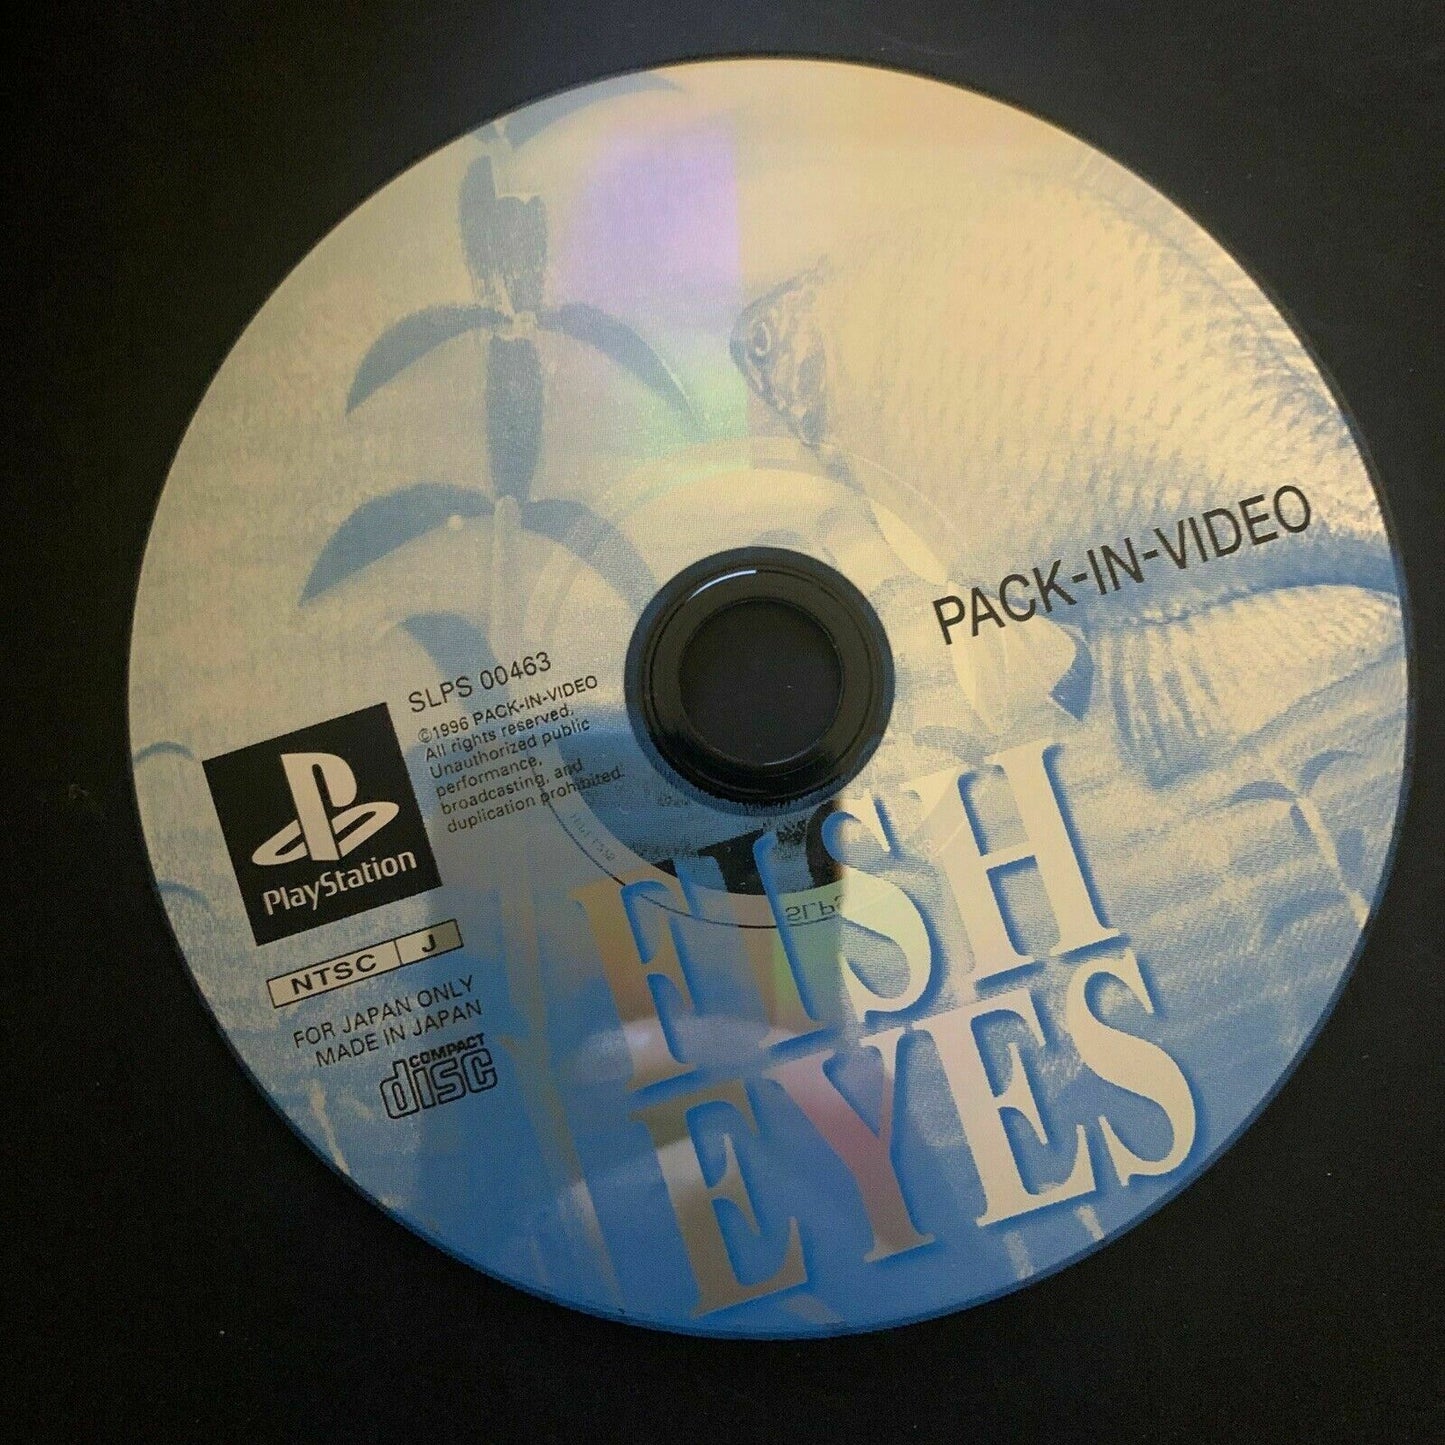 PACK-IN-VIDEO
SLPS 00463
©1996 PACK-IN-VIDEO
All rights reserved.
Unauthorized public
performance,
broadcasting, and
duplication prohibited.
PlayStation
NTSC J
FOR JAPAN ONLY
MADE IN JAPAN
COMPACT
disc
FISH
EYES